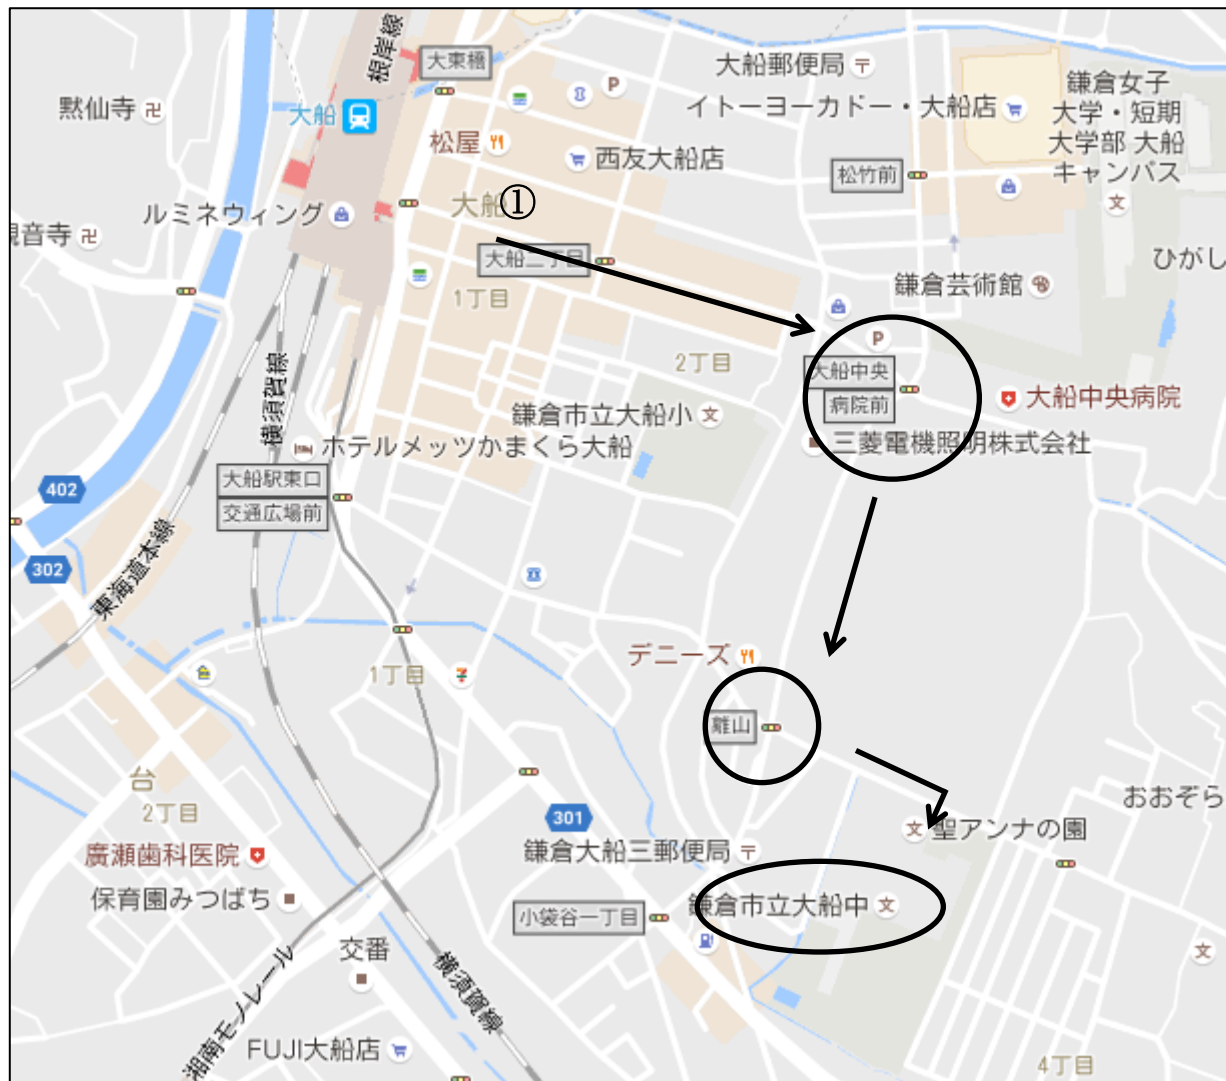 根岸線
大東橋
大船郵便局
鎌倉女子
大学・短期
大学部 大船
キャンパス
黙仙寺
大船
P
イトーヨーカドー・大船店
松屋
西友大船店
松竹前
文
ルミネウィング
大船
①
観音寺
大船二丁目
ひがし
1丁目
鎌倉芸術館
P
2丁目
大船中央
病院前
横須賀線
鎌倉市立大船小
文
大船中央病院
ホテルメッツかまくら大船
三菱電機照明株式会社
大船駅東口
交通広場前
402
302
東海道本線
デニーズ
1丁目
離山
台
2丁目
301
おおぞら
文
聖アンナの園
廣瀬歯科医院
鎌倉大船三郵便局
保育園みつばち
小袋谷一丁目
鎌倉市立大船中
文
交番
文
湘南モノレール
横須賀線
FUJI大船店
4丁目